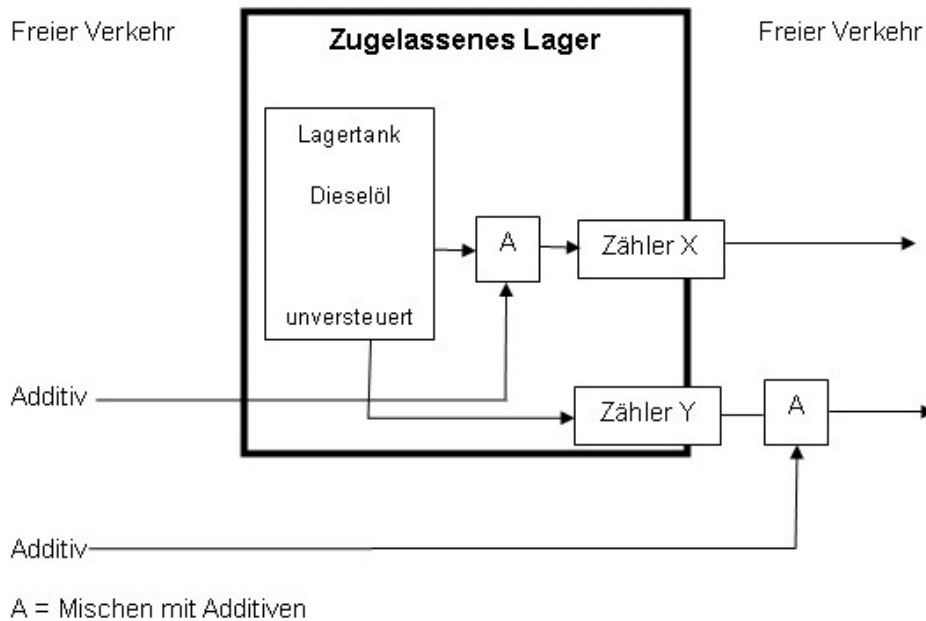 Freier Verkehr
Zugelassenes Lager
Freier Verkehr
Lagertank
Dieselöl
unversteuert
A
Zähler X
Additiv
Zähler Y
A
Additiv
A = Mischen mit Additiven